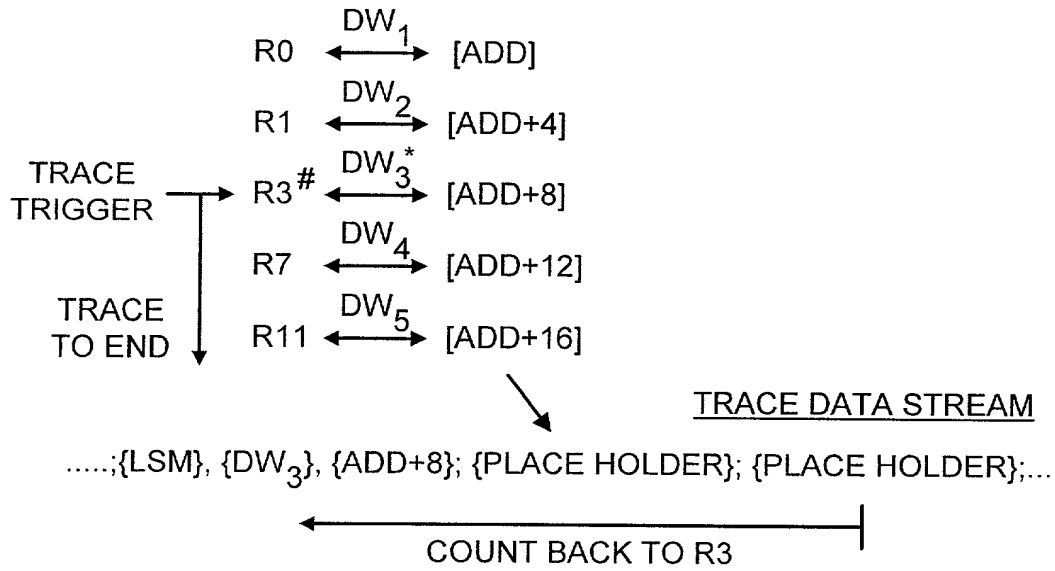 DW1
R0 [ADD]
DW2
R1 [ADD+4]
DW3*
TRACE TRIGGER R3# [ADD+8]
DW4
R7 [ADD+12]
DW5
TRACE TO END R11 [ADD+16]
TRACE DATA STREAM
.....;{LSM}, {DW3}, {ADD+8}; {PLACE HOLDER}; {PLACE HOLDER};...
COUNT BACK TO R3